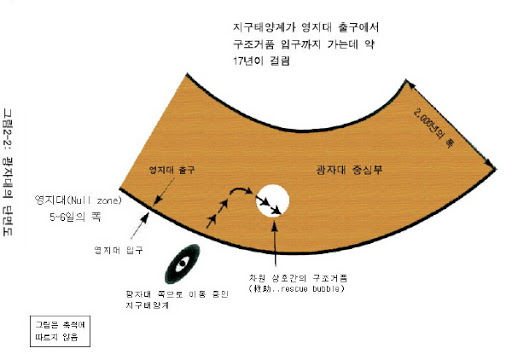 지구태양계가 영지대 출구에서
구조거품 입구까지 가는데 약
17년이 걸림
그림2-2: 광자대의 단면도
2,000년의 폭
영지대 출구
광자대 중심부
영지대(Null zone)
5-6일의 폭
영지대 입구
광자대 쪽으로 이동 중인
지구태양계
차원 상호간의 구조거품
(救助..rescue bubble)
그림은 축척에
따르지 않음